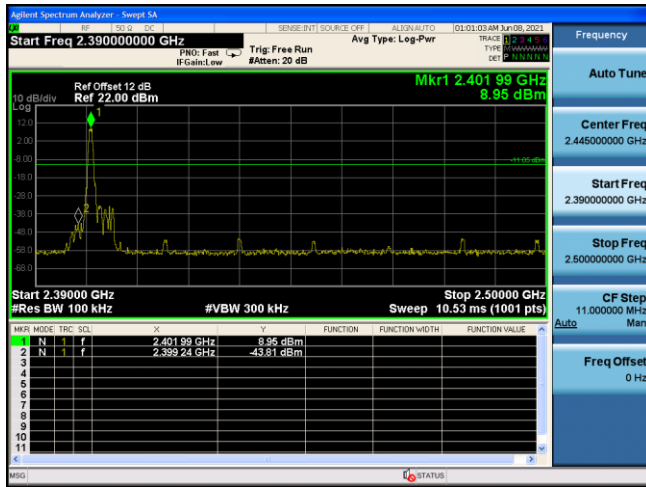 Agilent Spectrum Analyzer - Swept SA
RF 50 Ω DC SENSE:INT SOURCE OFF ALIGN AUTO 01:01:03 AM Jun 08, 2021
Start Freq 2.390000000 GHz
PNO: Fast
IFGain:Low
Trig: Free Run
#Atten: 20 dB
Avg Type: Log-Pwr
TRACE 1 2 3 4 5 6
TYPE M
DET P N N N N N
Frequency
Auto Tune
Center Freq
2.445000000 GHz
Start Freq
2.390000000 GHz
Stop Freq
2.500000000 GHz
CF Step
11.000000 MHz
Auto Man
Freq Offset
0 Hz
Ref Offset 12 dB
10 dB/div Ref 22.00 dBm
Log
Mkr1 2.401 99 GHz
8.95 dBm
1
12.0
2.00
-8.00
-11.05 dBm
-18.0
-28.0
-38.0
2
-48.0
-58.0
-68.0
Start 2.39000 GHz Stop 2.50000 GHz
#Res BW 100 kHz #VBW 300 kHz Sweep 10.53 ms (1001 pts)
MKR MODE TRC SCL X Y FUNCTION FUNCTION WIDTH FUNCTION VALUE
1 N 1 f 2.401 99 GHz 8.95 dBm
2 N 1 f 2.399 24 GHz -43.81 dBm
3
4
5
6
7
8
9
10
11
MSG STATUS